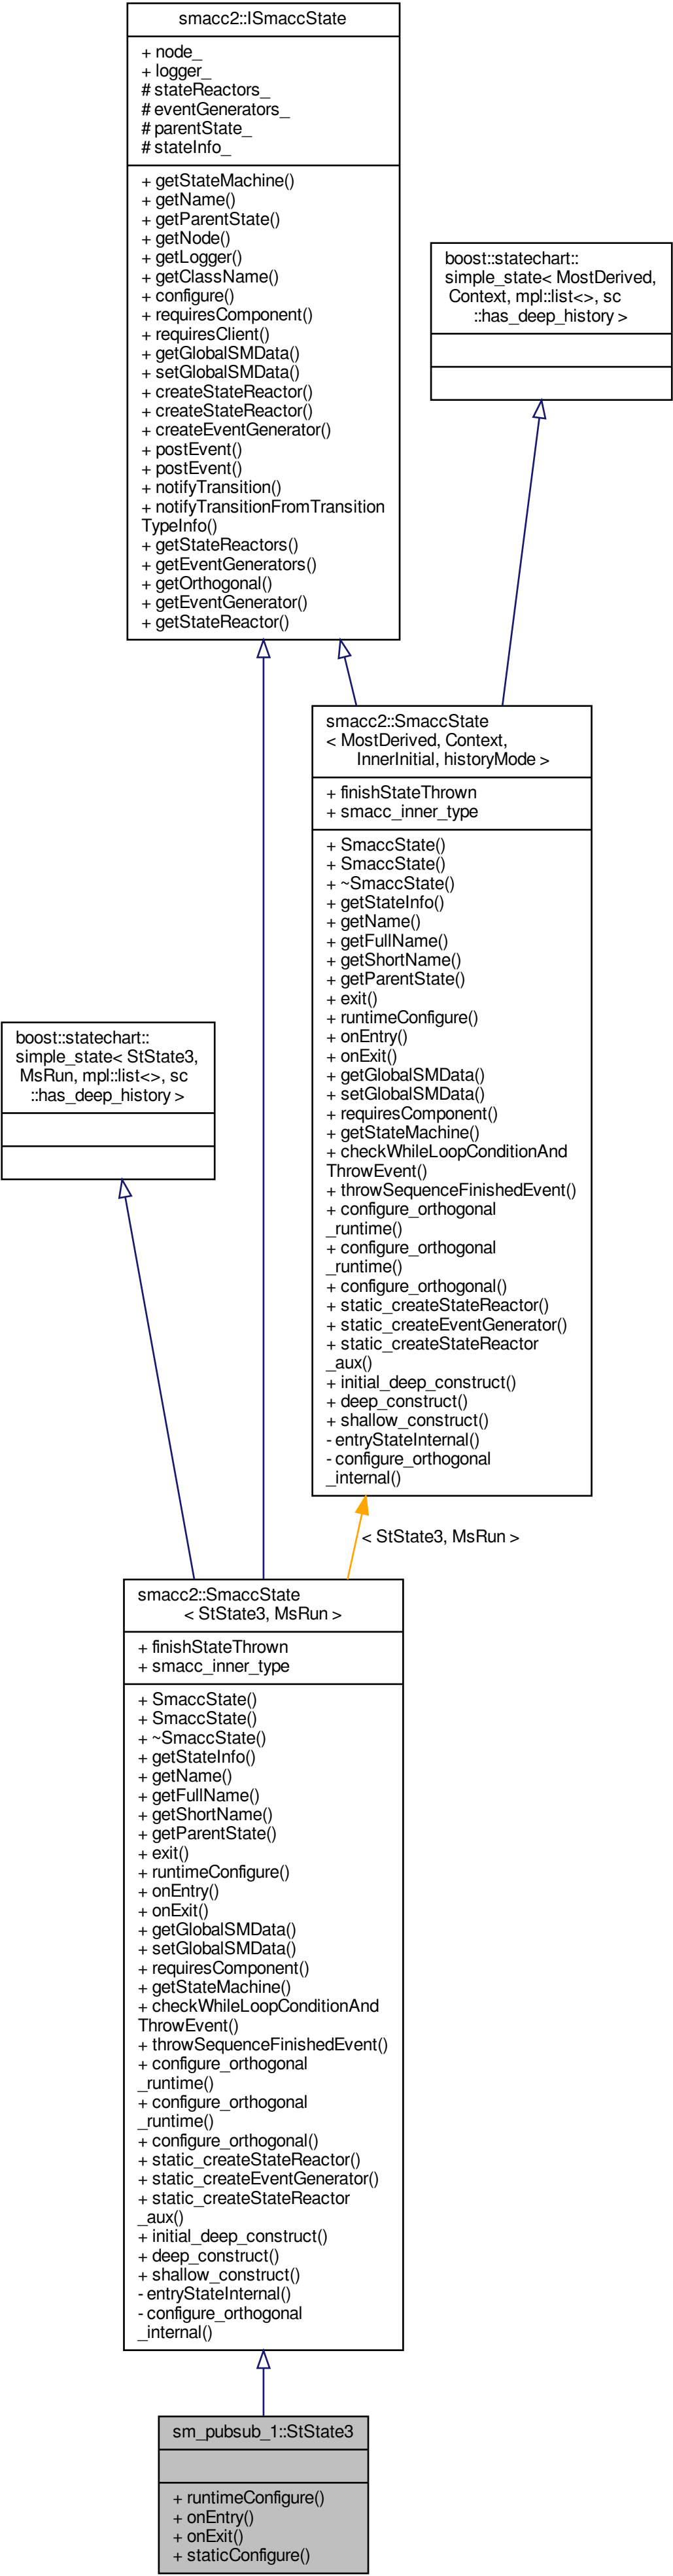 smacc2::ISmaccState
+ node_
+ logger_
# stateReactors_
# eventGenerators_
# parentState_
# stateInfo_
+ getStateMachine()
+ getName()
+ getParentState()
+ getNode()
+ getLogger()
+ getClassName()
+ configure()
+ requiresComponent()
+ requiresClient()
+ getGlobalSMData()
+ setGlobalSMData()
+ createStateReactor()
+ createStateReactor()
+ createEventGenerator()
+ postEvent()
+ postEvent()
+ notifyTransition()
+ notifyTransitionFromTransition
TypeInfo()
+ getStateReactors()
+ getEventGenerators()
+ getOrthogonal()
+ getEventGenerator()
+ getStateReactor()
boost::statechart::
simple_state< MostDerived,
Context, mpl::list<>, sc
::has_deep_history >
smacc2::SmaccState
< MostDerived, Context,
InnerInitial, historyMode >
+ finishStateThrown
+ smacc_inner_type
+ SmaccState()
+ SmaccState()
+ ~SmaccState()
+ getStateInfo()
+ getName()
+ getFullName()
+ getShortName()
+ getParentState()
+ exit()
+ runtimeConfigure()
+ onEntry()
+ onExit()
+ getGlobalSMData()
+ setGlobalSMData()
+ requiresComponent()
+ getStateMachine()
+ checkWhileLoopConditionAnd
ThrowEvent()
+ throwSequenceFinishedEvent()
+ configure_orthogonal
_runtime()
+ configure_orthogonal
_runtime()
+ configure_orthogonal()
+ static_createStateReactor()
+ static_createEventGenerator()
+ static_createStateReactor
_aux()
+ initial_deep_construct()
+ deep_construct()
+ shallow_construct()
- entryStateInternal()
- configure_orthogonal
_internal()
boost::statechart::
simple_state< StState3,
MsRun, mpl::list<>, sc
::has_deep_history >
< StState3, MsRun >
smacc2::SmaccState
< StState3, MsRun >
+ finishStateThrown
+ smacc_inner_type
+ SmaccState()
+ SmaccState()
+ ~SmaccState()
+ getStateInfo()
+ getName()
+ getFullName()
+ getShortName()
+ getParentState()
+ exit()
+ runtimeConfigure()
+ onEntry()
+ onExit()
+ getGlobalSMData()
+ setGlobalSMData()
+ requiresComponent()
+ getStateMachine()
+ checkWhileLoopConditionAnd
ThrowEvent()
+ throwSequenceFinishedEvent()
+ configure_orthogonal
_runtime()
+ configure_orthogonal
_runtime()
+ configure_orthogonal()
+ static_createStateReactor()
+ static_createEventGenerator()
+ static_createStateReactor
_aux()
+ initial_deep_construct()
+ deep_construct()
+ shallow_construct()
- entryStateInternal()
- configure_orthogonal
_internal()
sm_pubsub_1::StState3
+ runtimeConfigure()
+ onEntry()
+ onExit()
+ staticConfigure()